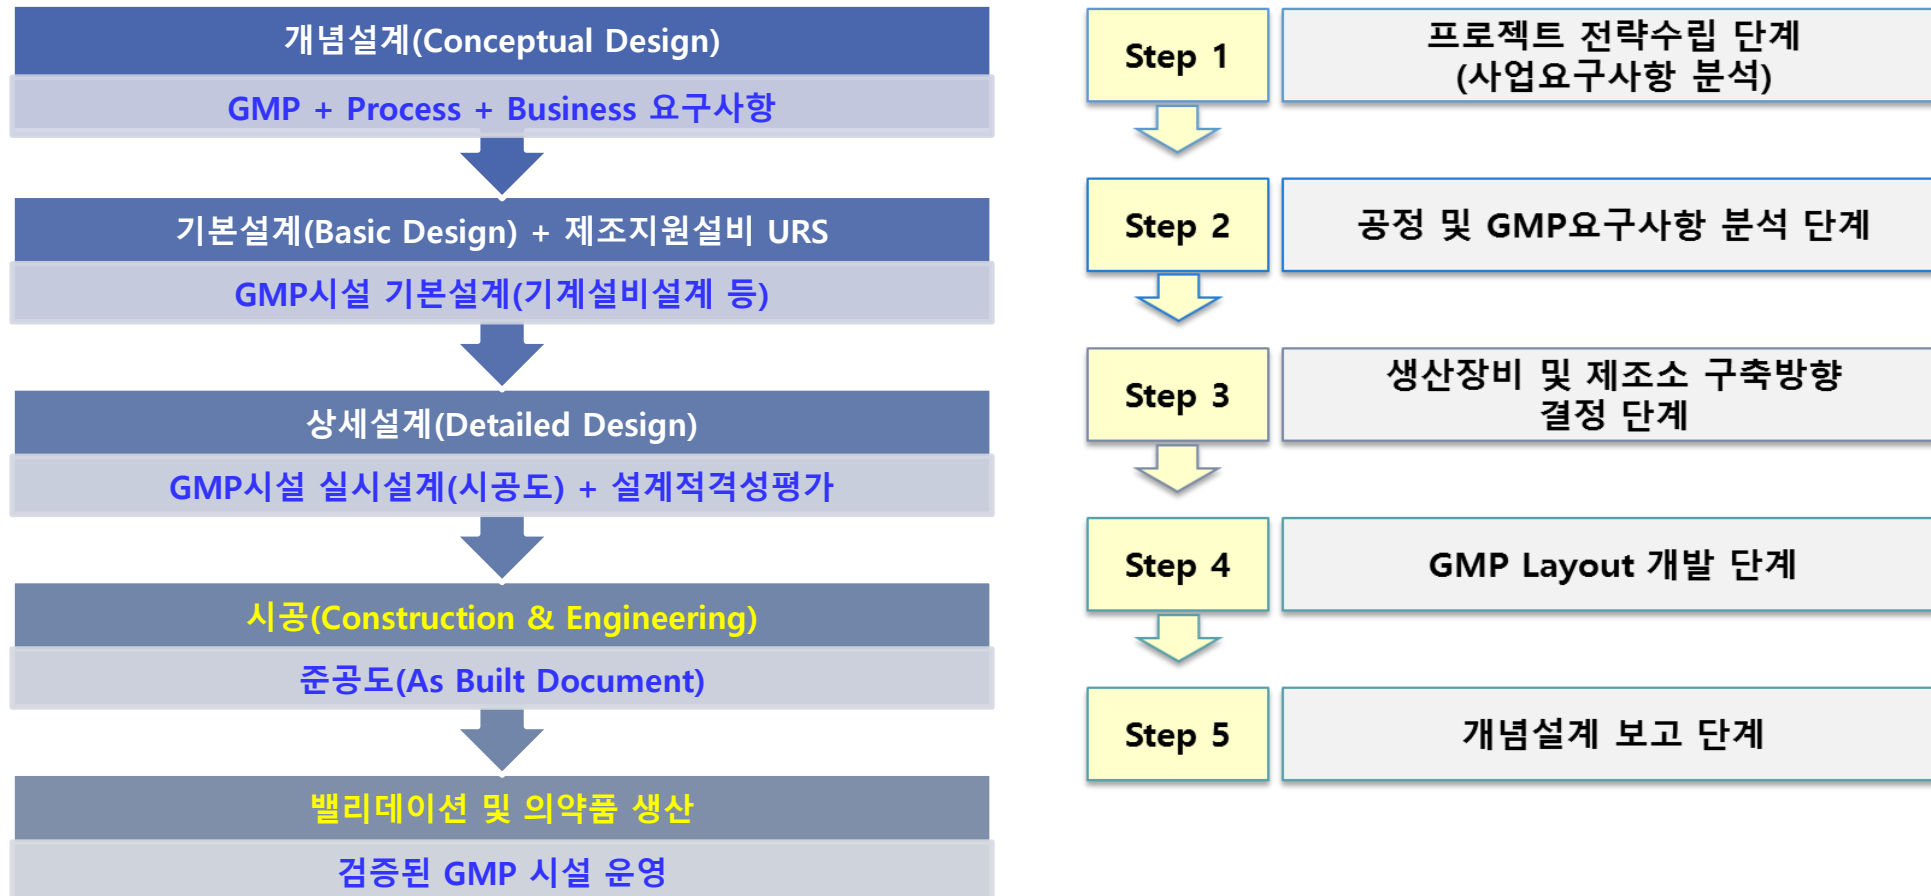 개념설계(Conceptual Design)
GMP + Process + Business 요구사항
기본설계(Basic Design) + 제조지원설비 URS
GMP시설 기본설계(기계설비설계 등)
상세설계(Detailed Design)
GMP시설 실시설계(시공도) + 설계적격성평가
시공(Construction & Engineering)
준공도(As Built Document)
밸리데이션 및 의약품 생산
검증된 GMP 시설 운영
Step 1
프로젝트 전략수립 단계
(사업요구사항 분석)
Step 2
공정 및 GMP요구사항 분석 단계
Step 3
생산장비 및 제조소 구축방향
결정 단계
Step 4
GMP Layout 개발 단계
Step 5
개념설계 보고 단계